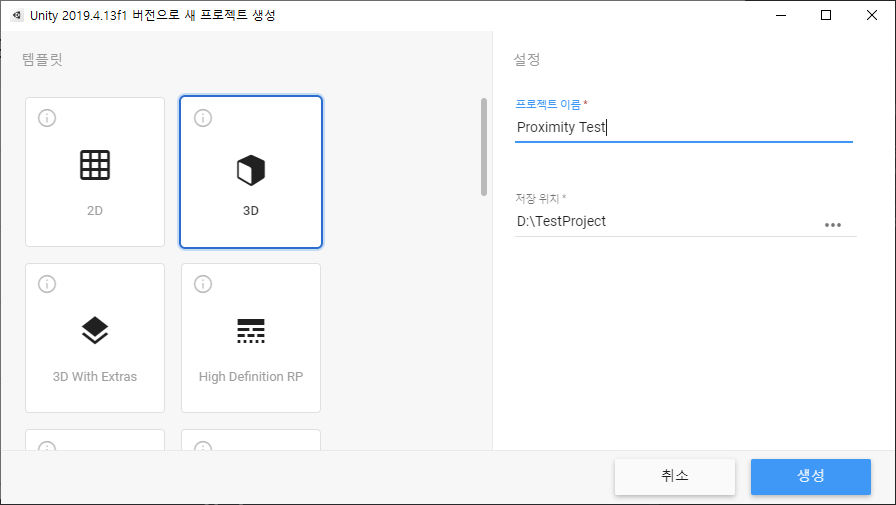 Unity 2019.4.13f1 버전으로 새 프로젝트 생성
템플릿
2D
3D
3D With Extras
High Definition RP
설정
프로젝트 이름 *
Proximity Test
저장 위치 *
D:\TestProject
취소
생성